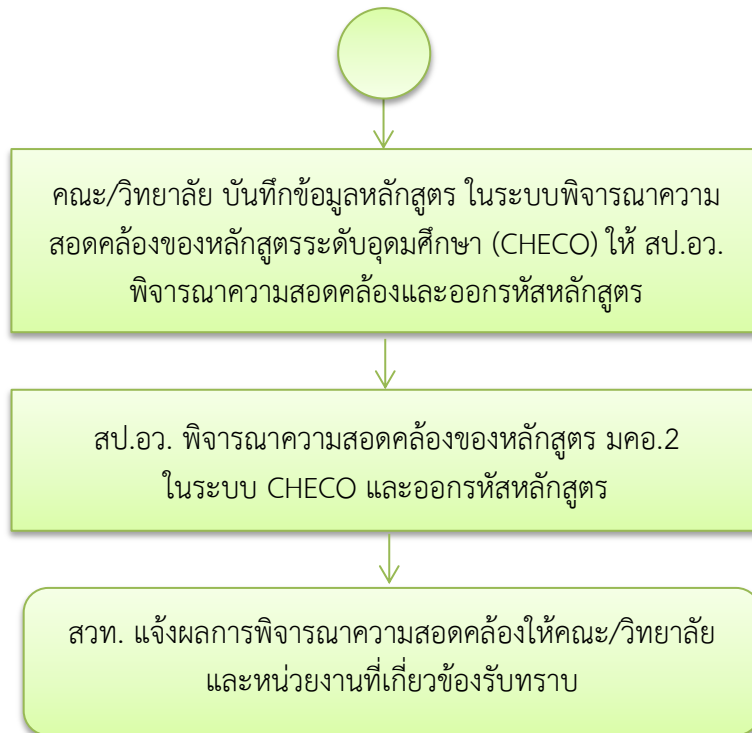 คณะ/วิทยาลัย บันทึกข้อมูลหลักสูตร ในระบบพิจารณาความ
สอดคล้องของหลักสูตรระดับอุดมศึกษา (CHECO) ให้ สป.อว.
พิจารณาความสอดคล้องและออกรหัสหลักสูตร
สป.อว. พิจารณาความสอดคล้องของหลักสูตร มคอ.2
ในระบบ CHECO และออกรหัสหลักสูตร
สวท. แจ้งผลการพิจารณาความสอดคล้องให้คณะ/วิทยาลัย
และหน่วยงานที่เกี่ยวข้องรับทราบ